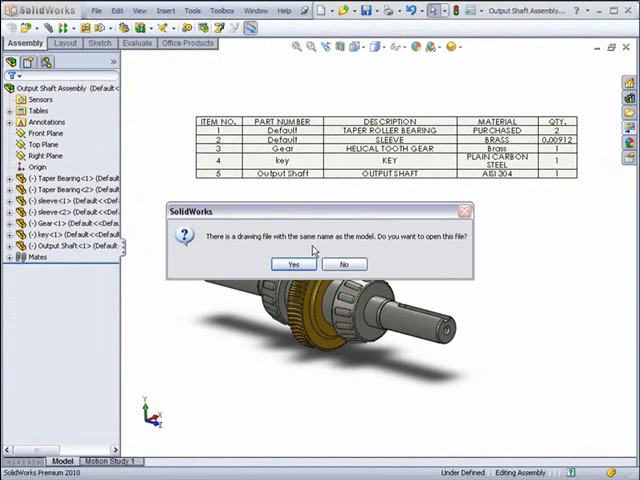 SolidWorks
File Edit View Insert Tools Toolbox Window Help
Output Shaft Assembly...
Assembly Layout Sketch Evaluate Office Products
Output Shaft Assembly (Default<
Sensors
Tables
Annotations
Front Plane
Top Plane
Right Plane
Origin
(-) Taper Bearing<1> (Default<
(-) Taper Bearing<2> (Default<
(-) sleeve<1> (Default<<Defa
(-) sleeve<2> (Default<<Defa
(-) Gear<1> (Default<<Defaul
(-) key<1> (Default<<Default>
(-) Output Shaft<1> (Default<
Mates
ITEM NO. PART NUMBER DESCRIPTION MATERIAL QTY.
1 Default TAPER ROLLER BEARING PURCHASED 2
2 Default SLEEVE BRASS 0.00912
3 Gear HELICAL TOOTH GEAR Brass 1
4 key KEY PLAIN CARBON STEEL 1
5 Output Shaft OUTPUT SHAFT AISI 304 1
SolidWorks
There is a drawing file with the same name as the model. Do you want to open this file?
Yes No
Y
X
Z
Model Motion Study 1
SolidWorks Premium 2010 Under Defined Editing Assembly